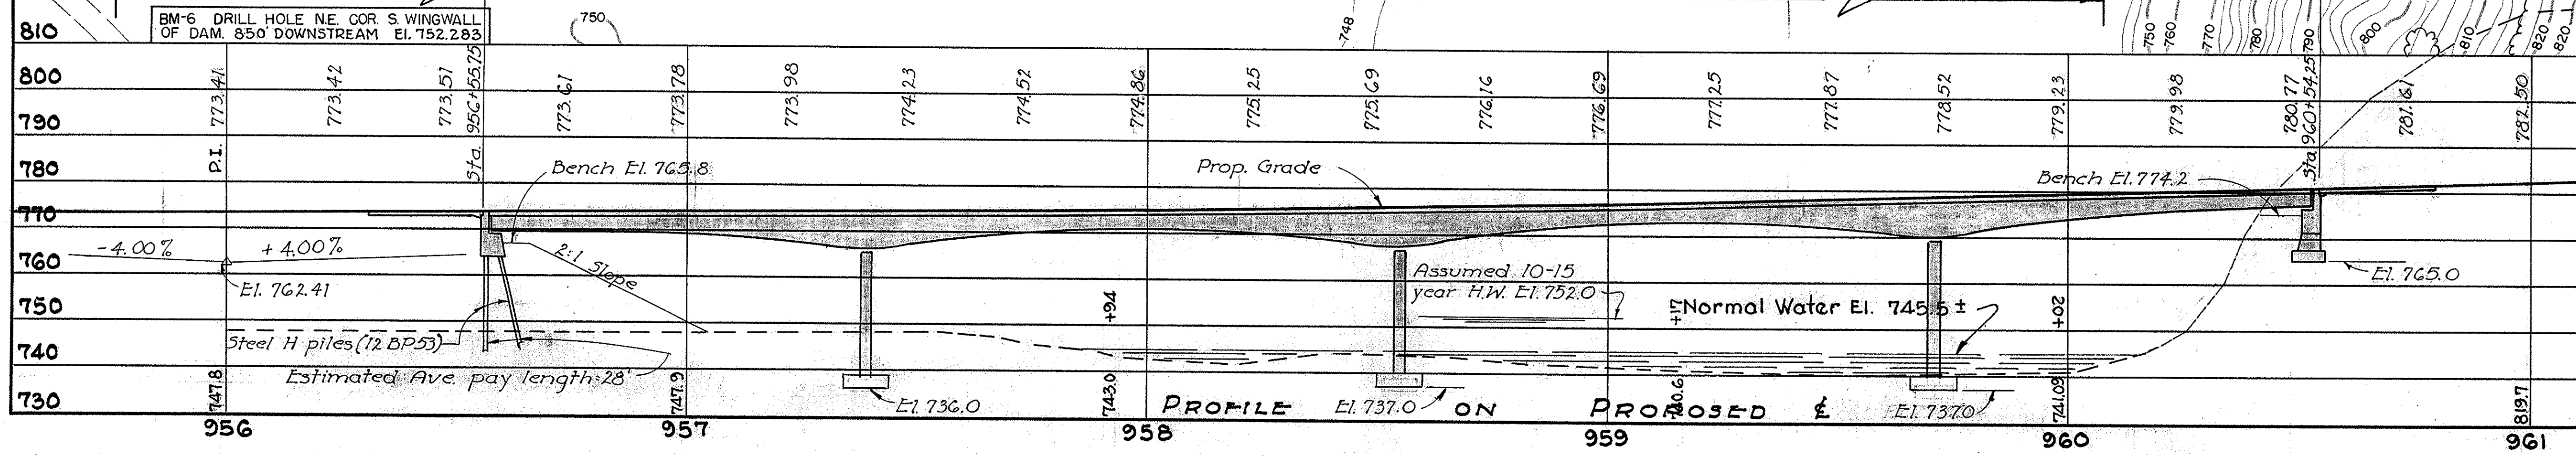 BM-6 DRILL HOLE N.E. COR. S. WINGWALL
OF DAM. 850' DOWNSTREAM El. 752.283
750
748
750
760
770
780
790
800
810
820
820
810
800
790
780
770
760
750
740
730
P.I. 773.41
773.42
773.51
Sta. 956+55.75
773.61
773.78
773.98
774.23
774.52
774.86
775.25
775.69
776.16
776.69
777.25
777.87
778.52
779.23
779.98
780.77
Sta. 960+54.25
781.61
782.50
Bench El. 765.8
Prop. Grade
Bench El. 774.2
-4.00%
+4.00%
El. 762.41
2:1 Slope
Assumed 10-15
year H.W. El. 752.0
Normal Water El. 745.5 ±
El. 765.0
+94
+17
+02
Steel H piles (12 BP53)
Estimated Ave. pay length=28'
747.8
747.9
743.0
740.6
741.09
819.7
El. 736.0
El. 737.0
El. 737.0
PROFILE ON PROPOSED ℄
956
957
958
959
960
961